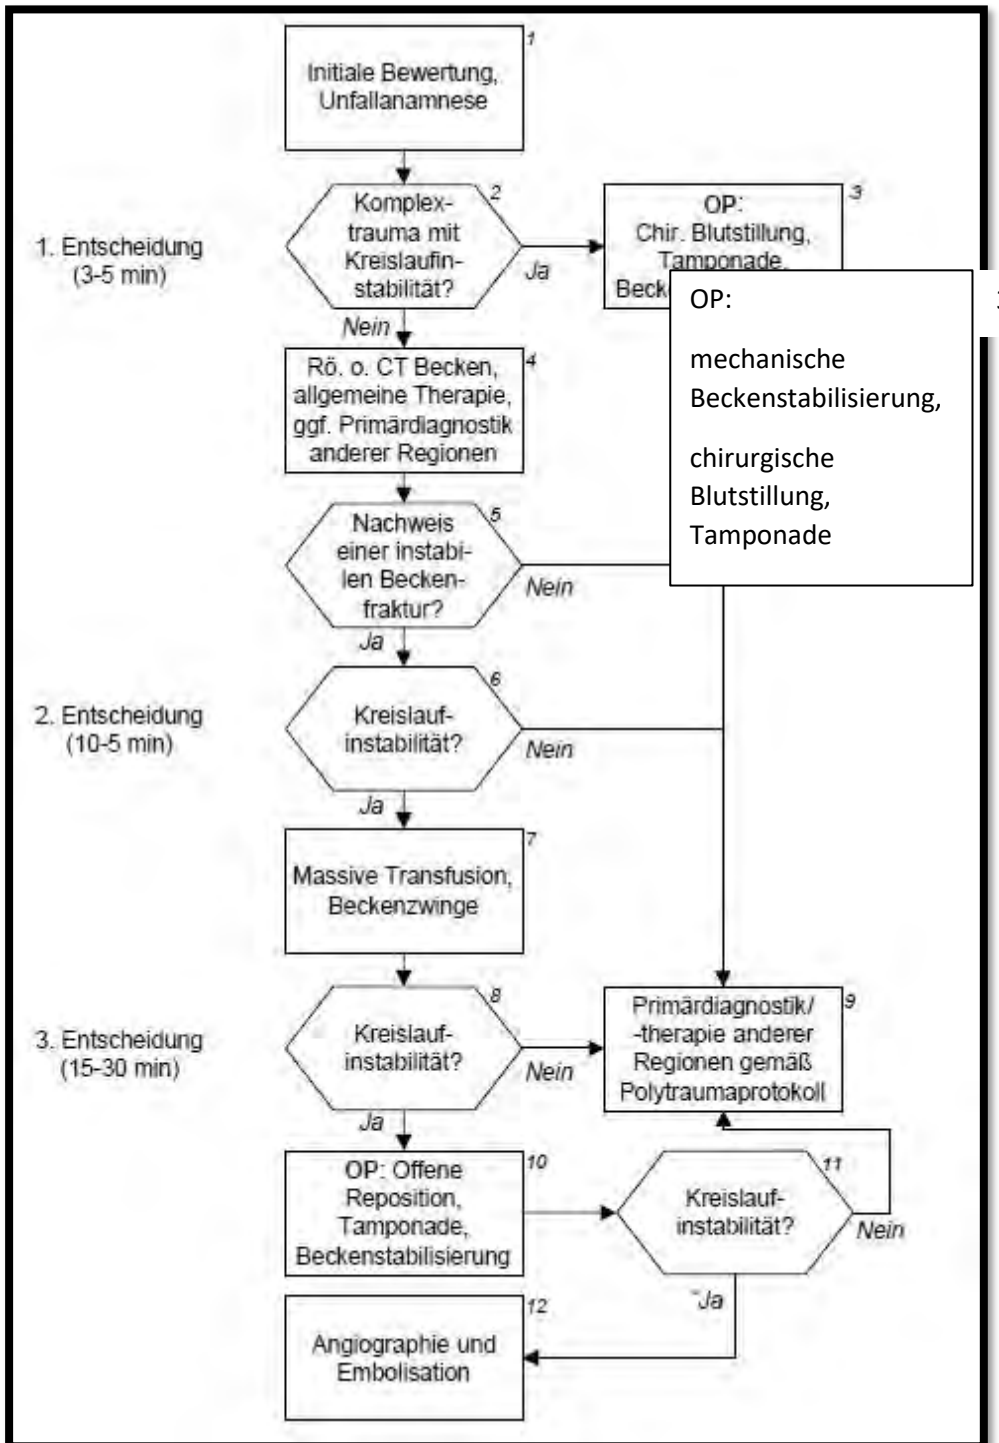 1
Initiale Bewertung,
Unfallanamnese
1. Entscheidung
(3-5 min)
2
Komplex-
trauma mit
Kreislaufin-
stabilität?
Ja
Nein
3
OP:
Chir. Blutstillung,
Tamponade,
Beck
OP:
mechanische
Beckenstabilisierung,
chirurgische
Blutstillung,
Tamponade
4
Rö. o. CT Becken,
allgemeine Therapie,
ggf. Primärdiagnostik
anderer Regionen
5
Nachweis
einer instabi-
len Becken-
fraktur?
Nein
Ja
2. Entscheidung
(10-5 min)
6
Kreislauf-
instabilität?
Nein
Ja
7
Massive Transfusion,
Beckenzwinge
3. Entscheidung
(15-30 min)
8
Kreislauf-
instabilität?
Nein
Ja
9
Primärdiagnostik/
-therapie anderer
Regionen gemäß
Polytraumaprotokoll
10
OP: Offene
Reposition,
Tamponade,
Beckenstabilisierung
11
Kreislauf-
instabilität?
Nein
Ja
12
Angiographie und
Embolisation